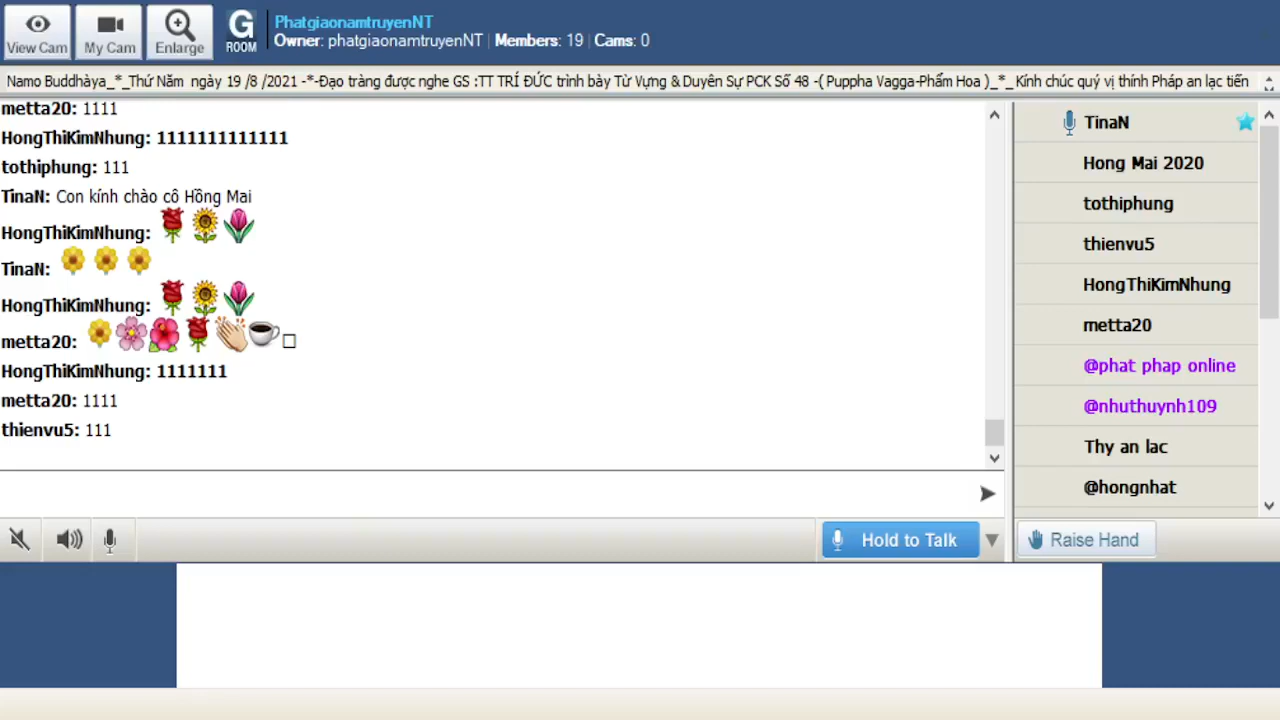 View Cam
My Cam
Enlarge
G
ROOM
PhatgiaonamtruyenNT
Owner: phatgiaonamtruyenNT | Members: 19 | Cams: 0
Namo Buddhàya_*_Thứ Năm ngày 19 /8 /2021 -*-Đạo tràng được nghe GS :TT TRÍ ĐỨC trình bày Từ Vựng & Duyên Sự PCK Số 48 -( Puppha Vagga-Phẩm Hoa )_*_ Kính chúc quý vị thính Pháp an lạc tiến
metta20: 1111
HongThiKimNhung: 1111111111111
tothiphung: 111
TinaN: Con kính chào cô Hồng Mai
HongThiKimNhung:
TinaN:
HongThiKimNhung:
metta20:
HongThiKimNhung: 1111111
metta20: 1111
thienvu5: 111
Hold to Talk
TinaN
Hong Mai 2020
tothiphung
thienvu5
HongThiKimNhung
metta20
@phat phap online
@nhuthuynh109
Thy an lac
@hongnhat
Raise Hand